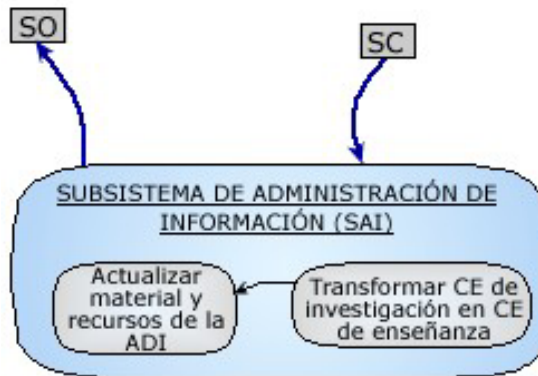 SO
SC
SUBSISTEMA DE ADMINISTRACIÓN DE
INFORMACIÓN (SAI)
Actualizar
material y
recursos de la
ADI
Transformar CE de
investigación en CE
de enseñanza